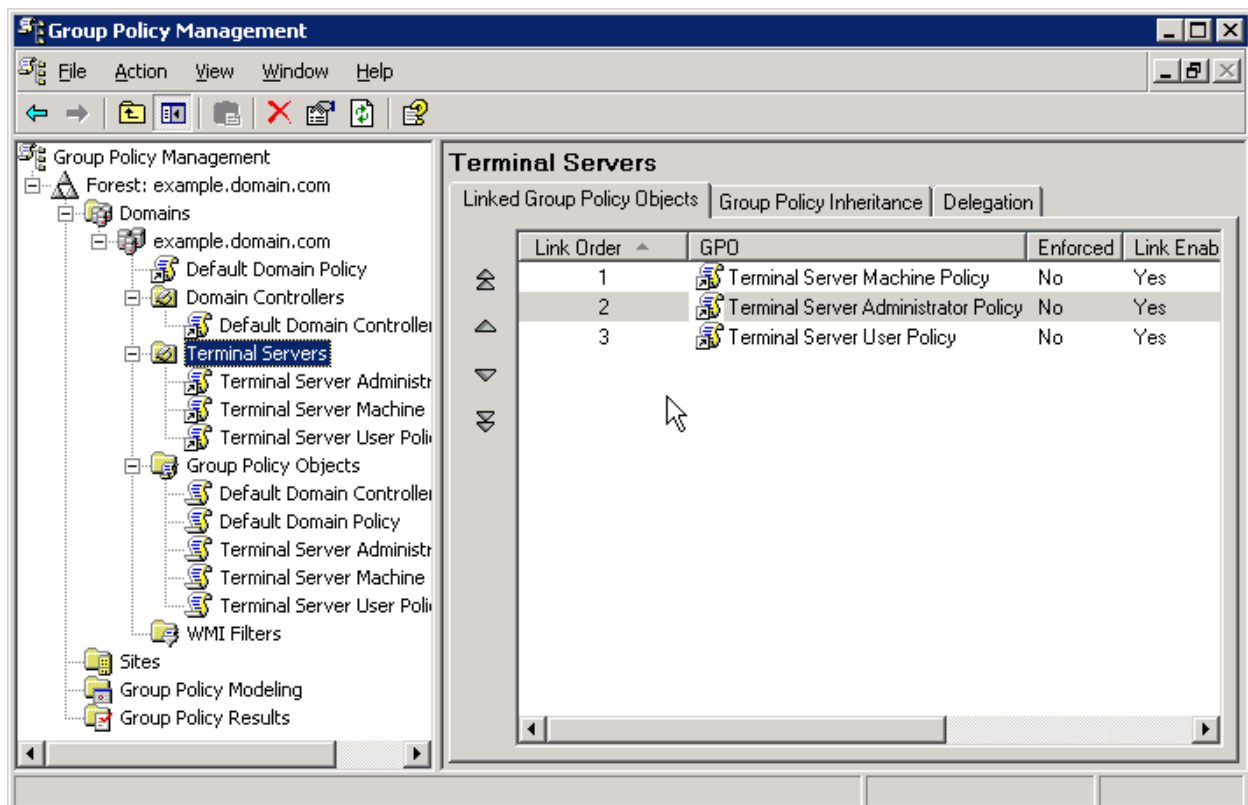 Group Policy Management
File Action View Window Help
Group Policy Management
Forest: example.domain.com
Domains
example.domain.com
Default Domain Policy
Domain Controllers
Default Domain Controller
Terminal Servers
Terminal Server Administr
Terminal Server Machine
Terminal Server User Poli
Group Policy Objects
Default Domain Controller
Default Domain Policy
Terminal Server Administr
Terminal Server Machine
Terminal Server User Poli
WMI Filters
Sites
Group Policy Modeling
Group Policy Results
Terminal Servers
Linked Group Policy Objects Group Policy Inheritance Delegation
Link Order GPO Enforced Link Enab
1 Terminal Server Machine Policy No Yes
2 Terminal Server Administrator Policy No Yes
3 Terminal Server User Policy No Yes